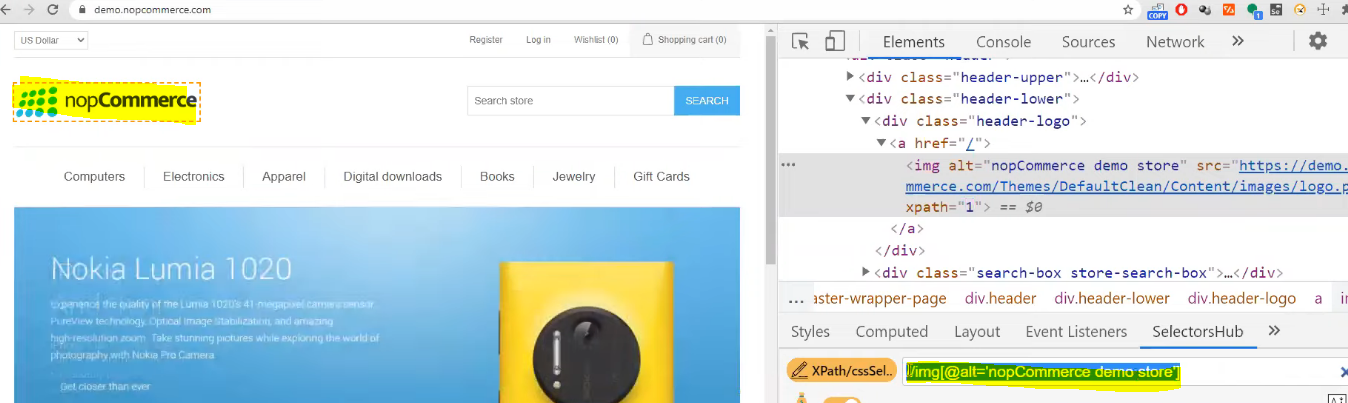 demo.nopcommerce.com
COPY
1
Se
US Dollar
Register Log in Wishlist (0) Shopping cart (0)
nopCommerce
Search store SEARCH
Computers Electronics Apparel Digital downloads Books Jewelry Gift Cards
Nokia Lumia 1020
Experience the quality of the Lumia 1020's 41-megapixel camera sensor,
PureView technology, Optical Image Stabilization, and amazing
high-resolution zoom. Take stunning pictures while exploring the world of
photography with Nokia Pro Camera.
Get closer than ever
NOKIA
Elements Console Sources Network »
<div class="header-upper">…</div>
<div class="header-lower">
<div class="header-logo">
<a href="/">
<img alt="nopCommerce demo store" src="https://demo.
mmerce.com/Themes/DefaultClean/Content/images/logo.p
xpath="1"> == $0
</a>
</div>
<div class="search-box store-search-box">…</div>
... aster-wrapper-page div.header div.header-lower div.header-logo a
Styles Computed Layout Event Listeners SelectorsHub »
XPath/cssSel.. //img[@alt='nopCommerce demo store']